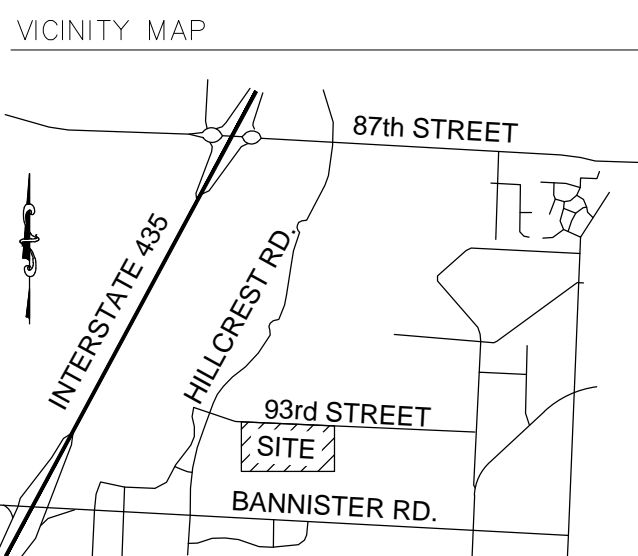 VICINITY MAP
87th STREET
INTERSTATE 435
HILLCREST RD.
93rd STREET
SITE
BANNISTER RD.